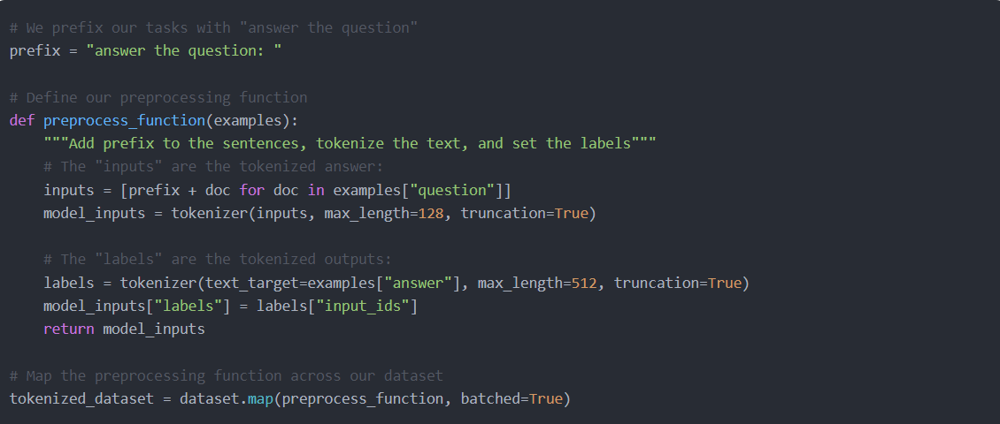 # We prefix our tasks with "answer the question"
prefix = "answer the question: "
# Define our preprocessing function
def preprocess_function(examples):
    """Add prefix to the sentences, tokenize the text, and set the labels"""
    # The "inputs" are the tokenized answer:
    inputs = [prefix + doc for doc in examples["question"]]
    model_inputs = tokenizer(inputs, max_length=128, truncation=True)
    # The "labels" are the tokenized outputs:
    labels = tokenizer(text_target=examples["answer"], max_length=512, truncation=True)
    model_inputs["labels"] = labels["input_ids"]
    return model_inputs
# Map the preprocessing function across our dataset
tokenized_dataset = dataset.map(preprocess_function, batched=True)